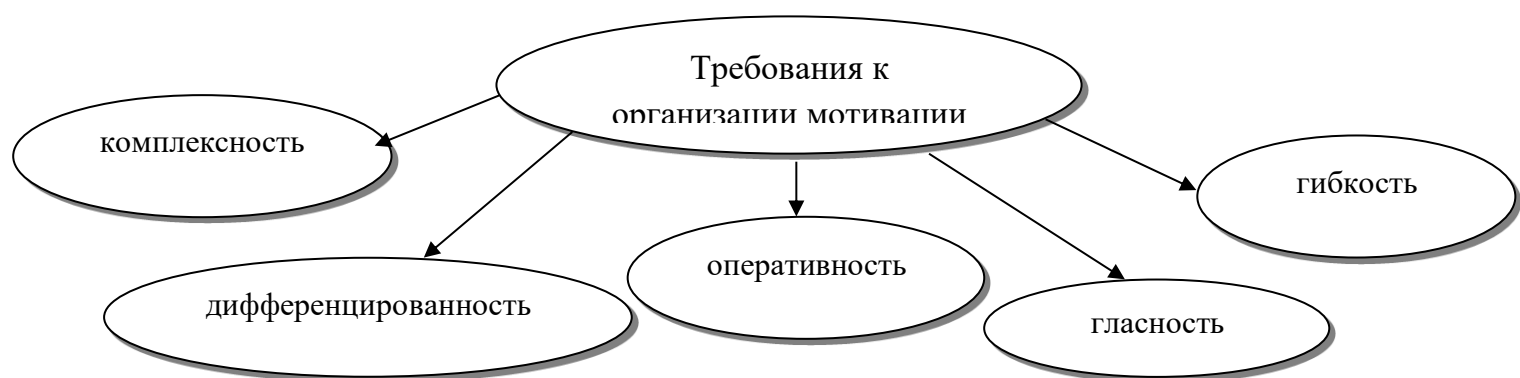 Требования к
организации мотивации
комплексность
гибкость
оперативность
дифференцированность
гласность